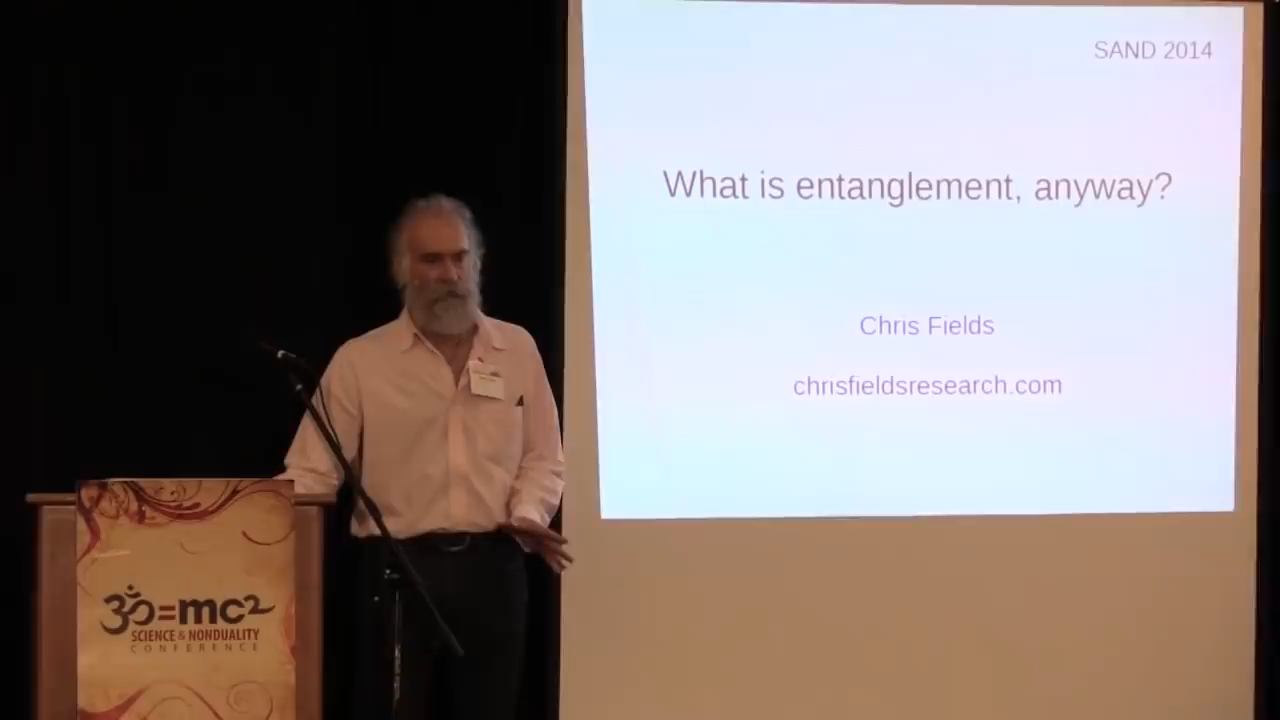 SAND 2014
What is entanglement, anyway?
Chris Fields
chrisfieldsresearch.com
ॐ=mc2
SCIENCE & NONDUALITY
CONFERENCE